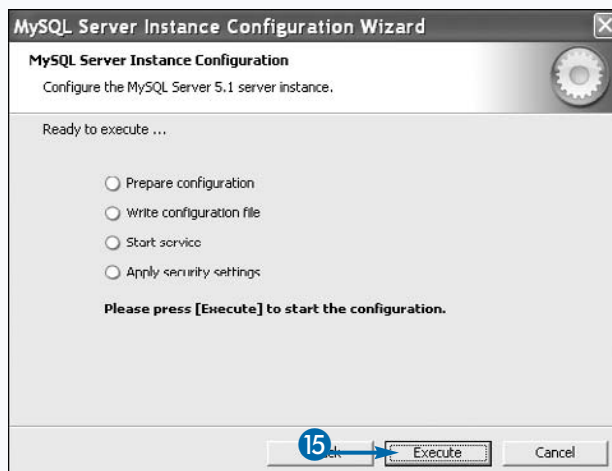 MySQL Server Instance Configuration Wizard
MySQL Server Instance Configuration
Configure the MySQL Server 5.1 server instance.
Ready to execute ...
Prepare configuration
Write configuration file
Start service
Apply security settings
Please press [Execute] to start the configuration.
15
Execute
Cancel